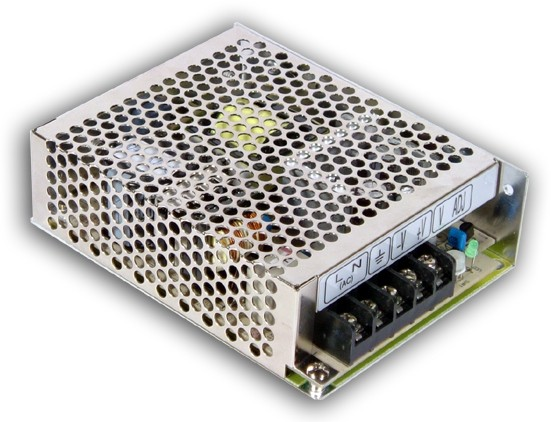 L N ⏚ -V +V V ADJ
(AC)